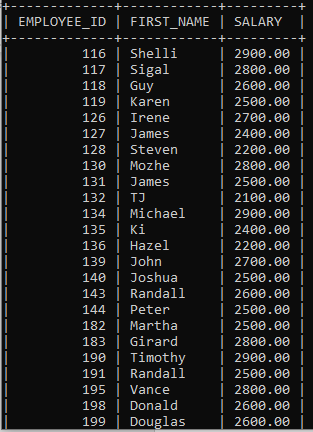 +-------------+------------+---------+
| EMPLOYEE_ID | FIRST_NAME | SALARY  |
+-------------+------------+---------+
|         116 | Shelli     | 2900.00 |
|         117 | Sigal      | 2800.00 |
|         118 | Guy        | 2600.00 |
|         119 | Karen      | 2500.00 |
|         126 | Irene      | 2700.00 |
|         127 | James      | 2400.00 |
|         128 | Steven     | 2200.00 |
|         130 | Mozhe      | 2800.00 |
|         131 | James      | 2500.00 |
|         132 | TJ         | 2100.00 |
|         134 | Michael    | 2900.00 |
|         135 | Ki         | 2400.00 |
|         136 | Hazel      | 2200.00 |
|         139 | John       | 2700.00 |
|         140 | Joshua     | 2500.00 |
|         143 | Randall    | 2600.00 |
|         144 | Peter      | 2500.00 |
|         182 | Martha     | 2500.00 |
|         183 | Girard     | 2800.00 |
|         190 | Timothy    | 2900.00 |
|         191 | Randall    | 2500.00 |
|         195 | Vance      | 2800.00 |
|         198 | Donald     | 2600.00 |
|         199 | Douglas    | 2600.00 |